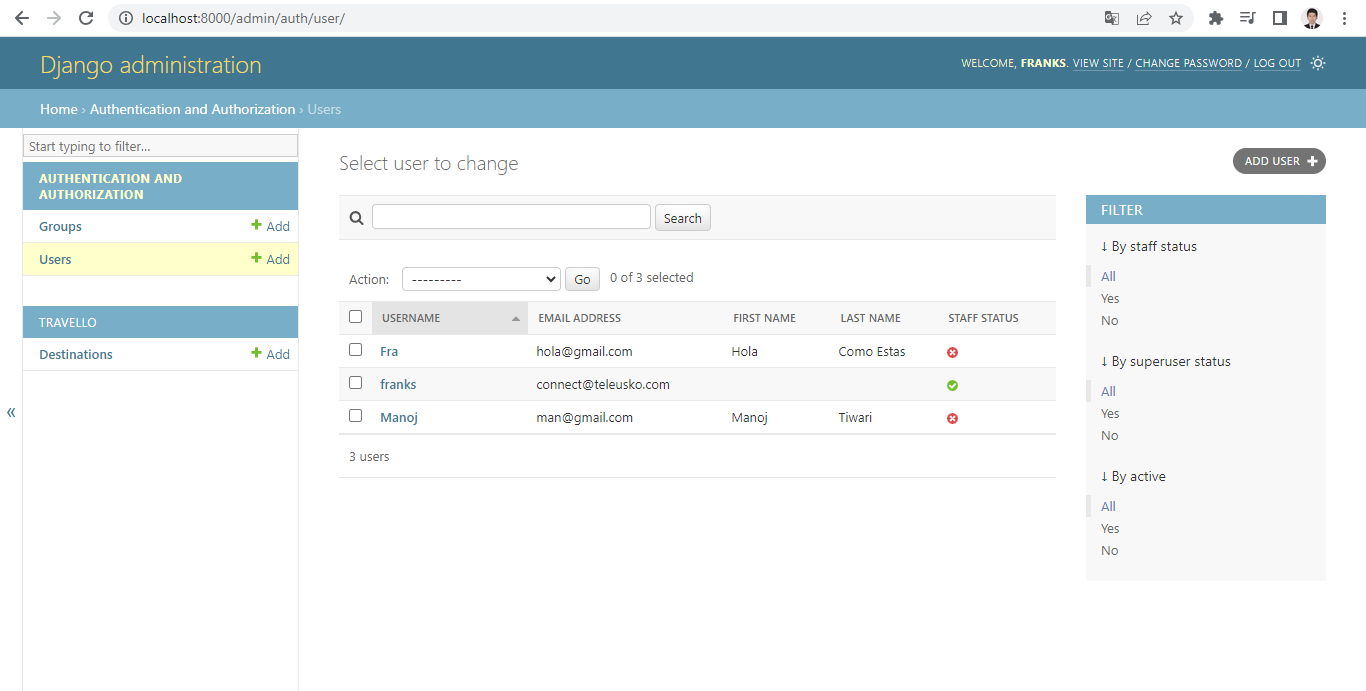 localhost:8000/admin/auth/user/
Django administration
WELCOME, FRANKS. VIEW SITE / CHANGE PASSWORD / LOG OUT
Home › Authentication and Authorization › Users
Start typing to filter...
AUTHENTICATION AND
AUTHORIZATION
Groups + Add
Users + Add
TRAVELLO
Destinations + Add
«
Select user to change
ADD USER +
Search
Action: --------- Go 0 of 3 selected
USERNAME EMAIL ADDRESS FIRST NAME LAST NAME STAFF STATUS
Fra hola@gmail.com Hola Como Estas
franks connect@teleusko.com
Manoj man@gmail.com Manoj Tiwari
3 users
FILTER
↓ By staff status
All
Yes
No
↓ By superuser status
All
Yes
No
↓ By active
All
Yes
No